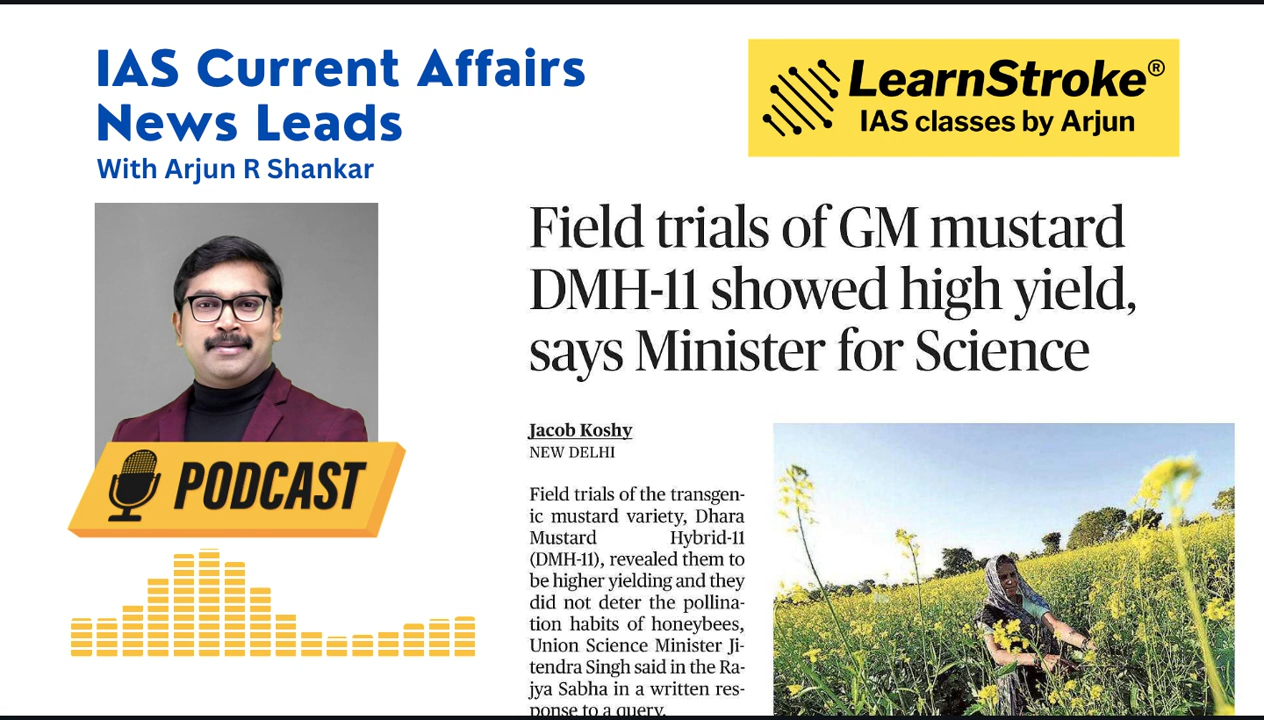 IAS Current Affairs
News Leads
With Arjun R Shankar
LearnStroke®
IAS classes by Arjun
PODCAST
Field trials of GM mustard
DMH-11 showed high yield,
says Minister for Science
Jacob Koshy
NEW DELHI
Field trials of the transgen-
ic mustard variety, Dhara
Mustard Hybrid-11
(DMH-11), revealed them to
be higher yielding and they
did not deter the pollina-
tion habits of honeybees,
Union Science Minister Ji-
tendra Singh said in the Ra-
jya Sabha in a written res-
ponse to a query.